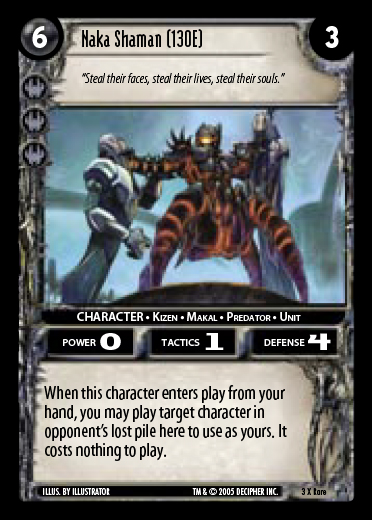 6
Naka Shaman (130E)
3
"Steal their faces, steal their lives, steal their souls."
CHARACTER • KIZEN • MAKAL • PREDATOR • UNIT
POWER 0
TACTICS 1
DEFENSE 4
When this character enters play from your
hand, you may play target character in
opponent's lost pile here to use as yours. It
costs nothing to play.
ILLUS. BY ILLUSTRATOR
TM & © 2005 DECIPHER INC.
3 X Rare